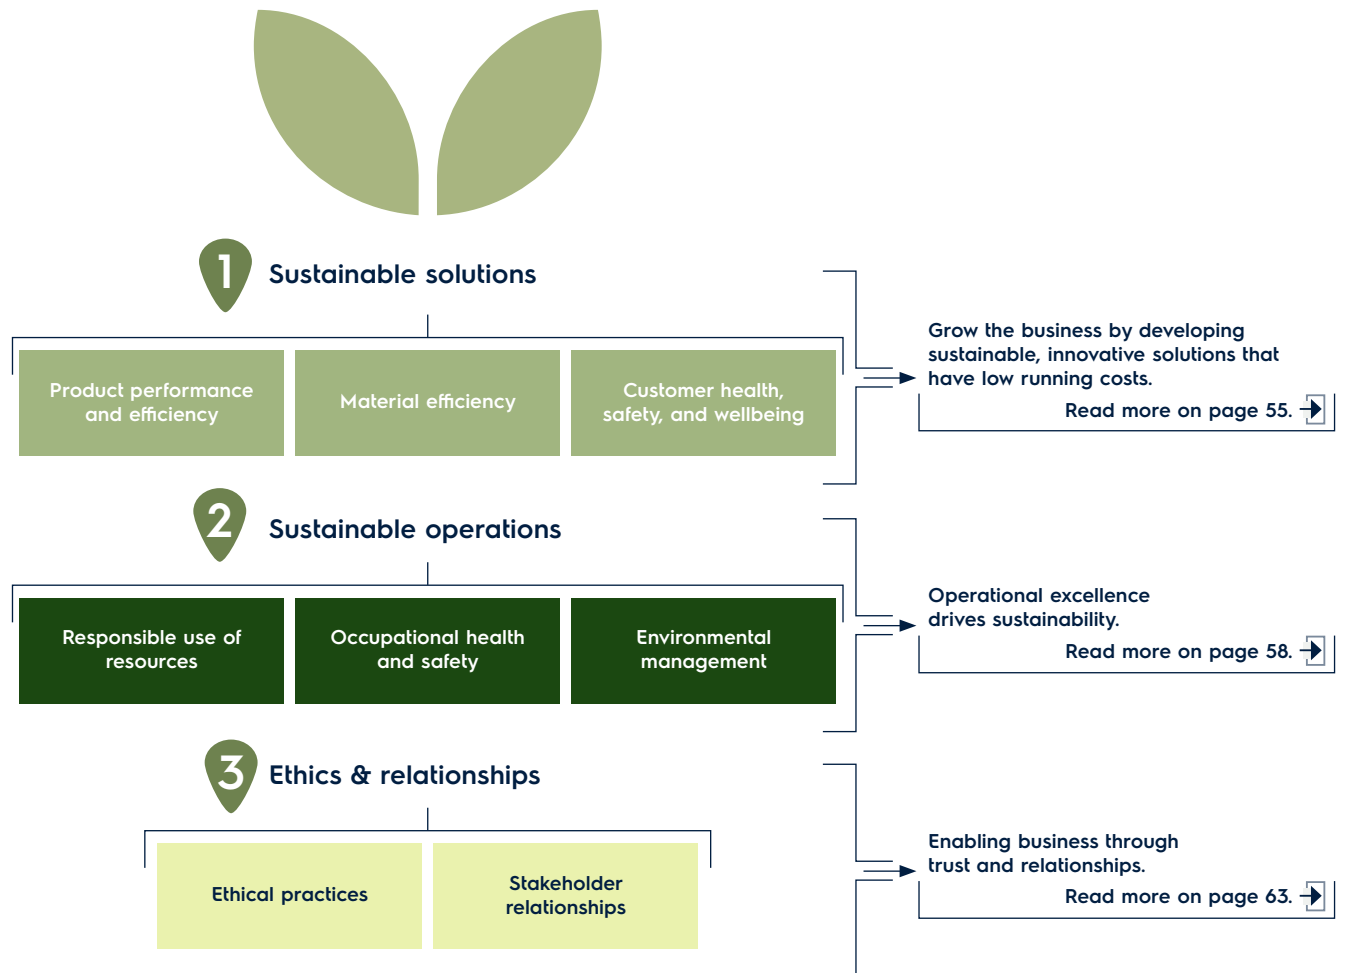 1
Sustainable solutions
Product performance
and efficiency
Material efficiency
Customer health,
safety, and wellbeing
Grow the business by developing
sustainable, innovative solutions that
have low running costs.
Read more on page 55.
2
Sustainable operations
Responsible use of
resources
Occupational health
and safety
Environmental
management
Operational excellence
drives sustainability.
Read more on page 58.
3
Ethics & relationships
Ethical practices
Stakeholder
relationships
Enabling business through
trust and relationships.
Read more on page 63.